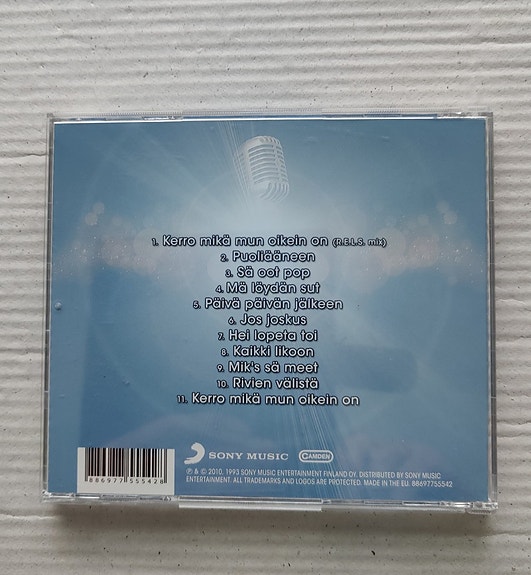 1. Kerro mikä mun oikein on (R.E.L.S. mix)
2. Puoliääneen
3. Sä oot pop
4. Mä löydän sut
5. Päivä päivän jälkeen
6. Jos joskus
7. Hei lopeta toi
8. Kaikki likoon
9. Mik's sä meet
10. Rivien välistä
11. Kerro mikä mun oikein on
SONY MUSIC CAMDEN
℗ & © 2010, 1993 SONY MUSIC ENTERTAINMENT FINLAND OY. DISTRIBUTED BY SONY MUSIC
ENTERTAINMENT. ALL TRADEMARKS AND LOGOS ARE PROTECTED. MADE IN THE EU. 88697755542
886977 555428